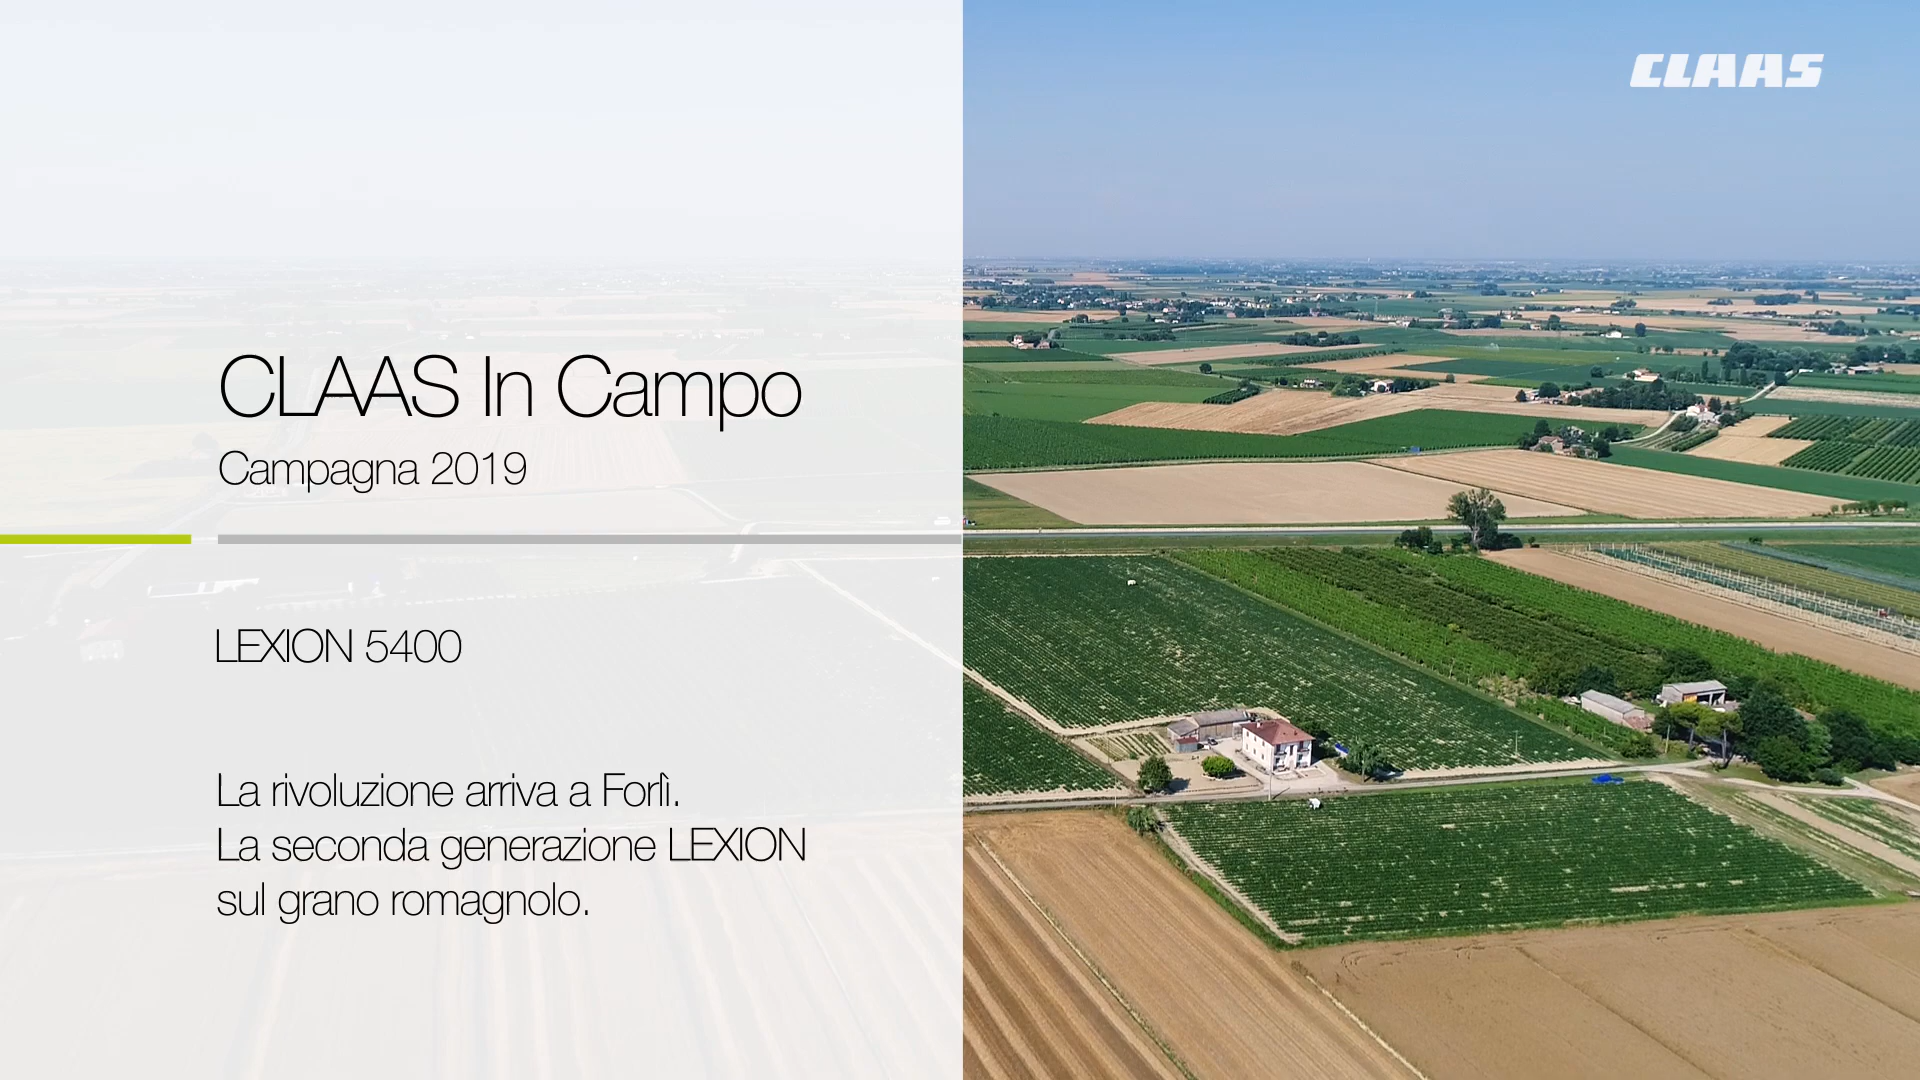 CLAAS
CLAAS In Campo
Campagna 2019
LEXION 5400
La rivoluzione arriva a Forlì.
La seconda generazione LEXION
sul grano romagnolo.